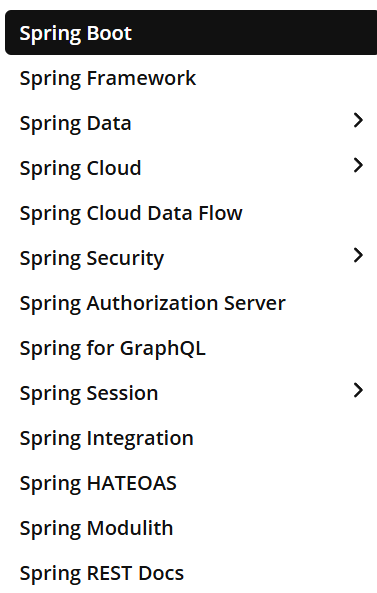 Spring Boot
Spring Framework
Spring Data
Spring Cloud
Spring Cloud Data Flow
Spring Security
Spring Authorization Server
Spring for GraphQL
Spring Session
Spring Integration
Spring HATEOAS
Spring Modulith
Spring REST Docs